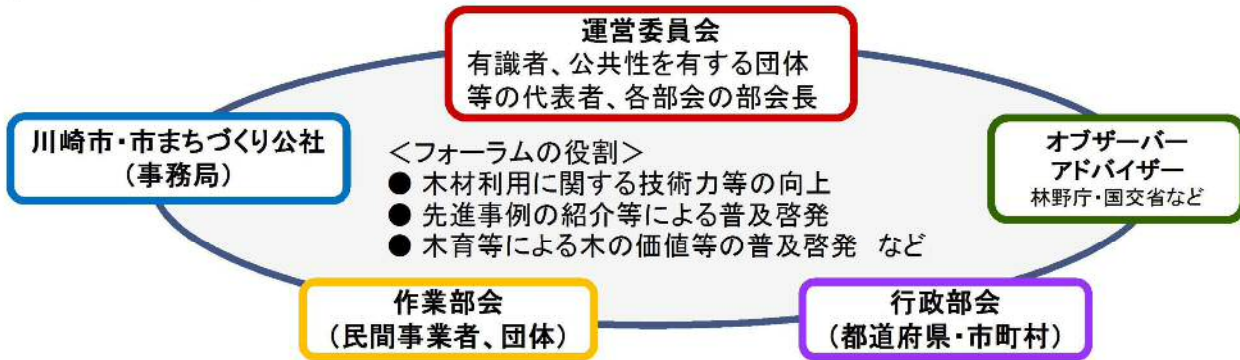 運営委員会
有識者、公共性を有する団体
等の代表者、各部会の部会長
川崎市・市まちづくり公社
（事務局）
オブザーバー
アドバイザー
林野庁・国交省など
＜フォーラムの役割＞
● 木材利用に関する技術力等の向上
● 先進事例の紹介等による普及啓発
● 木育等による木の価値等の普及啓発 など
作業部会
（民間事業者、団体）
行政部会
（都道府県・市町村）